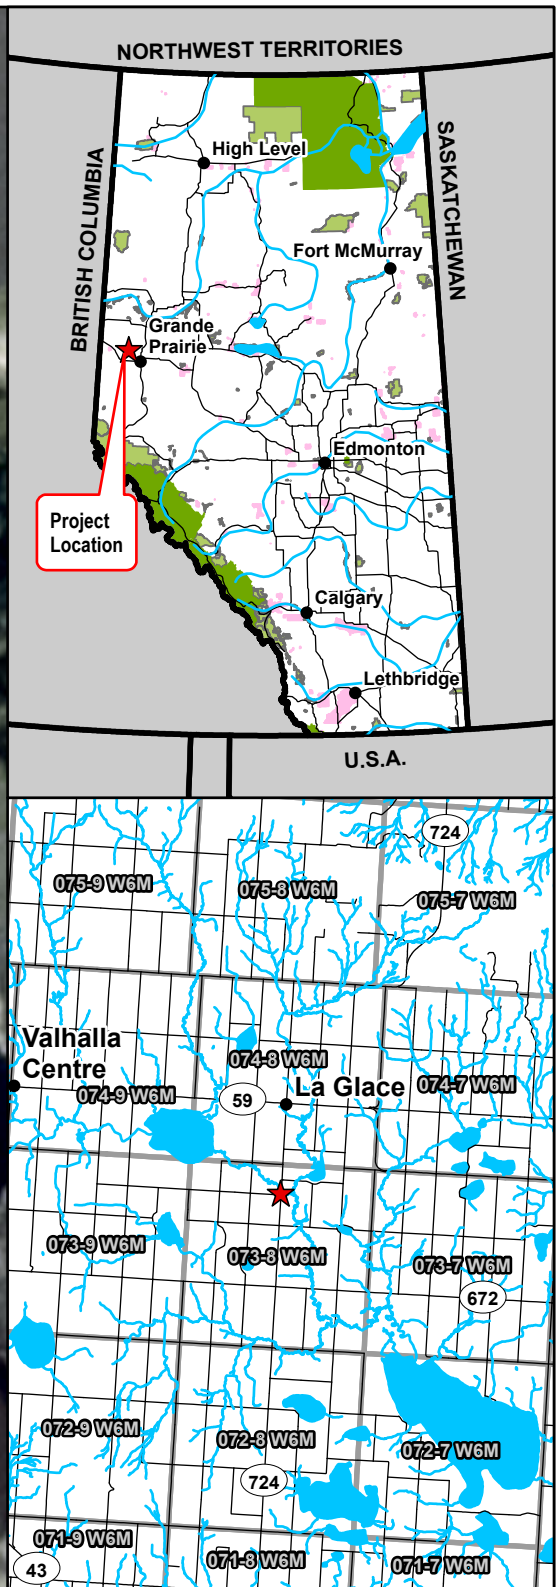 NORTHWEST TERRITORIES
BRITISH COLUMBIA
SASKATCHEWAN
High Level
Fort McMurray
Grande
Prairie
Edmonton
Project
Location
Calgary
Lethbridge
U.S.A.
724
075-9 W6M
075-8 W6M
075-7 W6M
Valhalla
Centre
074-8 W6M
074-9 W6M
59
La Glace
074-7 W6M
073-9 W6M
073-8 W6M
073-7 W6M
672
072-9 W6M
072-8 W6M
072-7 W6M
724
071-9 W6M
071-8 W6M
071-7 W6M
43